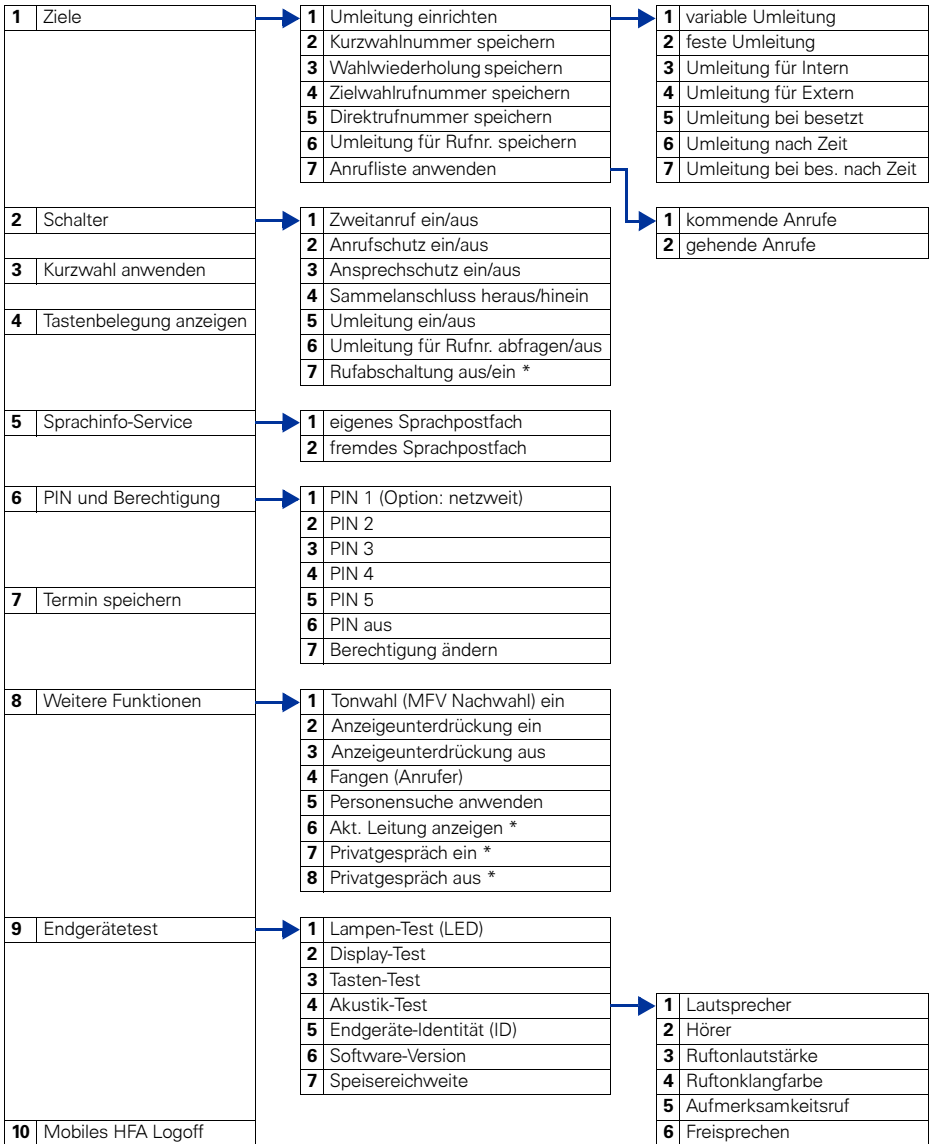 1 Ziele
1 Umleitung einrichten
2 Kurzwahlnummer speichern
3 Wahlwiederholung speichern
4 Zielwahlrufnummer speichern
5 Direktrufnummer speichern
6 Umleitung für Rufnr. speichern
7 Anrufliste anwenden
1 variable Umleitung
2 feste Umleitung
3 Umleitung für Intern
4 Umleitung für Extern
5 Umleitung bei besetzt
6 Umleitung nach Zeit
7 Umleitung bei bes. nach Zeit
1 kommende Anrufe
2 gehende Anrufe
2 Schalter
1 Zweitanruf ein/aus
2 Anrufschutz ein/aus
3 Ansprechschutz ein/aus
4 Sammelanschluss heraus/hinein
5 Umleitung ein/aus
6 Umleitung für Rufnr. abfragen/aus
7 Rufabschaltung aus/ein *
3 Kurzwahl anwenden
4 Tastenbelegung anzeigen
5 Sprachinfo-Service
1 eigenes Sprachpostfach
2 fremdes Sprachpostfach
6 PIN und Berechtigung
1 PIN 1 (Option: netzweit)
2 PIN 2
3 PIN 3
4 PIN 4
5 PIN 5
6 PIN aus
7 Berechtigung ändern
7 Termin speichern
8 Weitere Funktionen
1 Tonwahl (MFV Nachwahl) ein
2 Anzeigeunterdrückung ein
3 Anzeigeunterdrückung aus
4 Fangen (Anrufer)
5 Personensuche anwenden
6 Akt. Leitung anzeigen *
7 Privatgespräch ein *
8 Privatgespräch aus *
9 Endgerätetest
1 Lampen-Test (LED)
2 Display-Test
3 Tasten-Test
4 Akustik-Test
5 Endgeräte-Identität (ID)
6 Software-Version
7 Speisereichweite
1 Lautsprecher
2 Hörer
3 Ruftonlautstärke
4 Ruftonklangfarbe
5 Aufmerksamkeitsruf
6 Freisprechen
10 Mobiles HFA Logoff